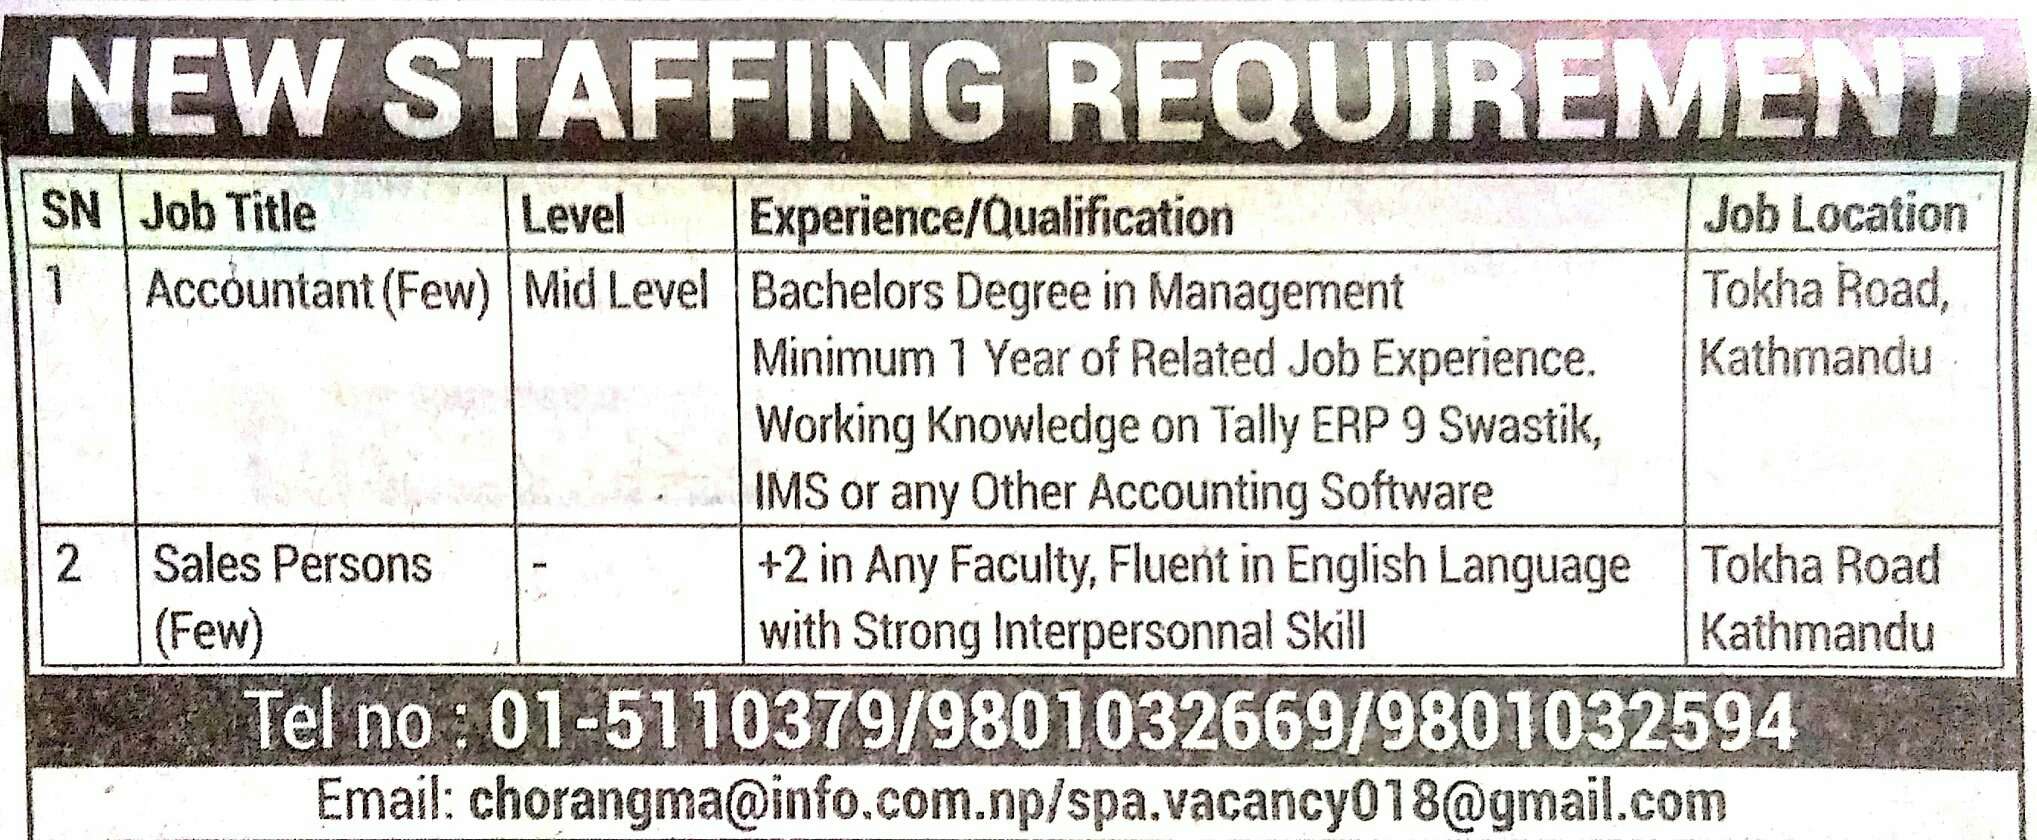 NEW STAFFING REQUIREMENT
SN Job Title Level Experience/Qualification Job Location
1 Accountant (Few) Mid Level Bachelors Degree in Management Tokha Road,
Minimum 1 Year of Related Job Experience. Kathmandu
Working Knowledge on Tally ERP 9 Swastik,
IMS or any Other Accounting Software
2 Sales Persons - +2 in Any Faculty, Fluent in English Language Tokha Road
(Few) with Strong Interpersonnal Skill Kathmandu
Tel no : 01-5110379/9801032669/9801032594
Email: chorangma@info.com.np/spa.vacancy018@gmail.com